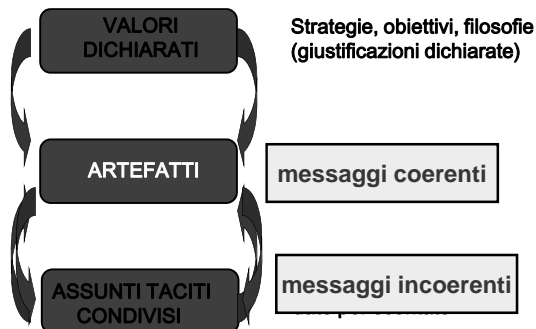 VALORI
DICHIARATI
Strategie, obiettivi, filosofie
(giustificazioni dichiarate)
ARTEFATTI
messaggi coerenti
messaggi incoerenti
ASSUNTI TACITI
CONDIVISI